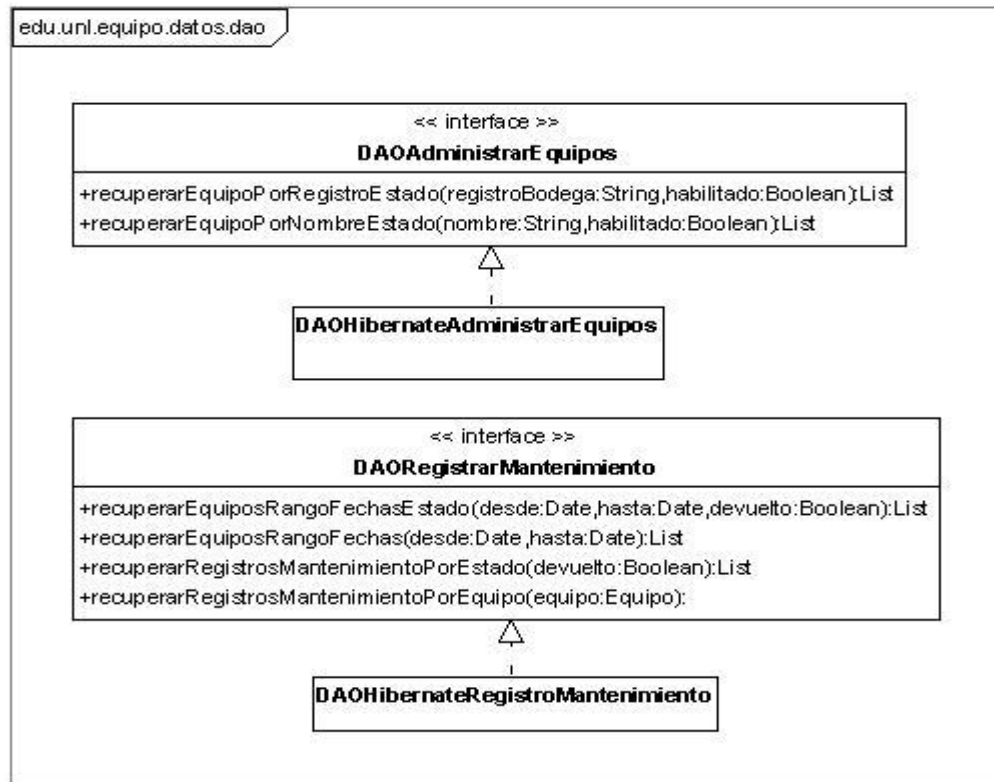 edu.unl.equipo.datos.dao
<< interface >>
DAOAdministrarEquipos
+recuperarEquipoPorRegistroEstado(registroBodega:String,habilitado:Boolean):List
+recuperarEquipoPorNombreEstado(nombre:String,habilitado:Boolean):List
DAOHibernateAdministrarEquipos
<< interface >>
DAORegistrarMantenimiento
+recuperarEquiposRangoFechasEstado(desde:Date,hasta:Date,devuelto:Boolean):List
+recuperarEquiposRangoFechas(desde:Date,hasta:Date):List
+recuperarRegistrosMantenimientoPorEstado(devuelto:Boolean):List
+recuperarRegistrosMantenimientoPorEquipo(equipo:Equipo):
DAOHibernateRegistroMantenimiento